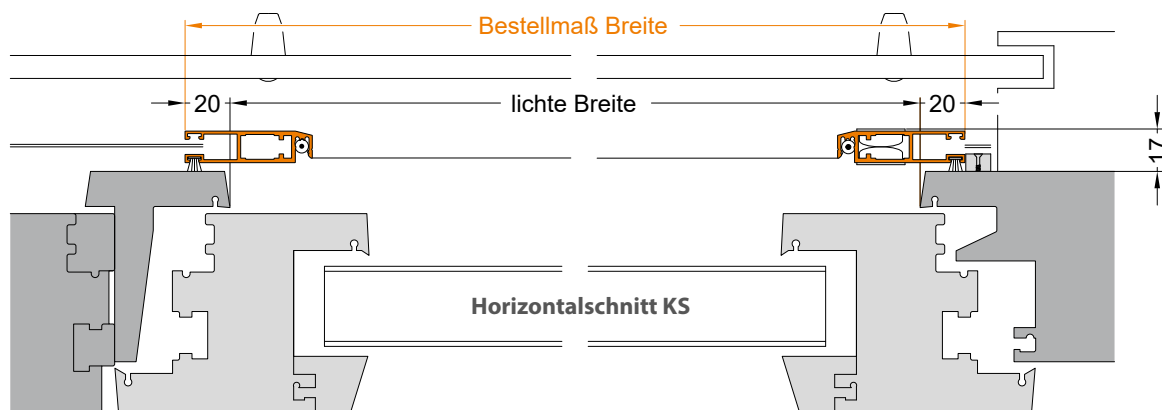 Bestellmaß Breite
20
lichte Breite
20
17
Horizontalschnitt KS